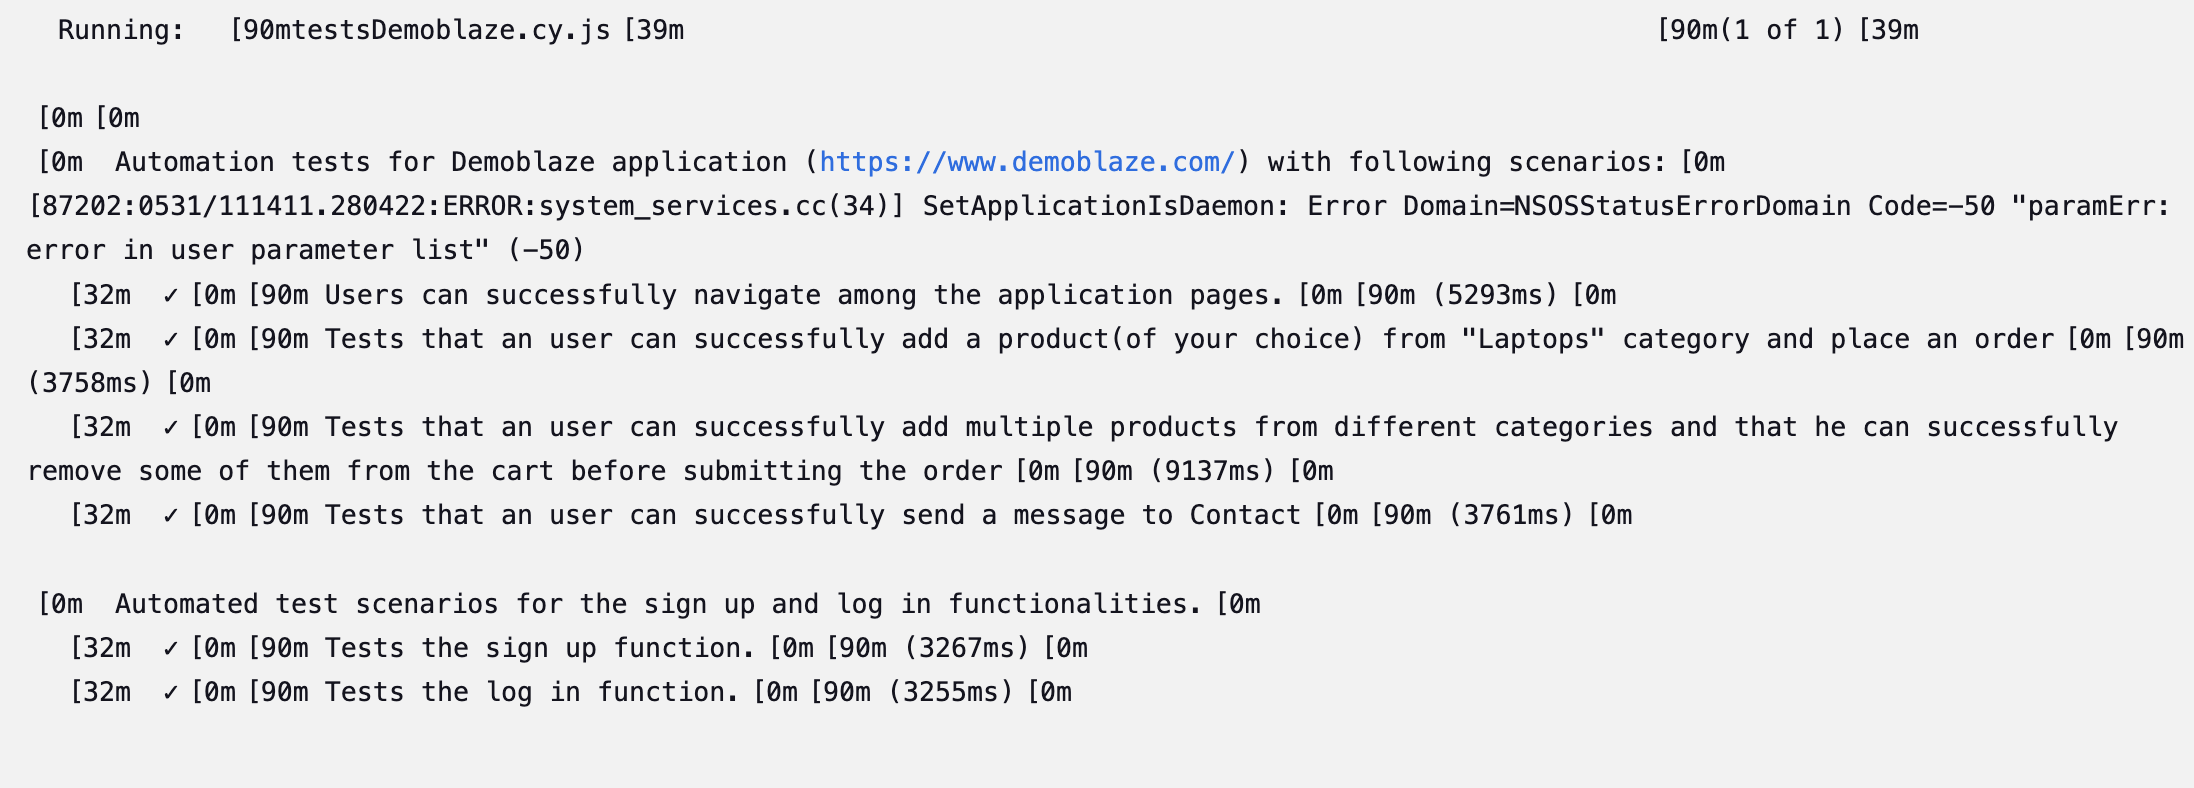 Running:   [90mtestsDemoblaze.cy.js [39m                    [90m(1 of 1) [39m
[0m [0m
[0m  Automation tests for Demoblaze application (https://www.demoblaze.com/) with following scenarios: [0m
[87202:0531/111411.280422:ERROR:system_services.cc(34)] SetApplicationIsDaemon: Error Domain=NSOSStatusErrorDomain Code=-50 "paramErr:
error in user parameter list" (-50)
[32m  ✓ [0m [90m Users can successfully navigate among the application pages. [0m [90m (5293ms) [0m
[32m  ✓ [0m [90m Tests that an user can successfully add a product(of your choice) from "Laptops" category and place an order [0m [90m
(3758ms) [0m
[32m  ✓ [0m [90m Tests that an user can successfully add multiple products from different categories and that he can successfully
remove some of them from the cart before submitting the order [0m [90m (9137ms) [0m
[32m  ✓ [0m [90m Tests that an user can successfully send a message to Contact [0m [90m (3761ms) [0m
[0m  Automated test scenarios for the sign up and log in functionalities. [0m
[32m  ✓ [0m [90m Tests the sign up function. [0m [90m (3267ms) [0m
[32m  ✓ [0m [90m Tests the log in function. [0m [90m (3255ms) [0m